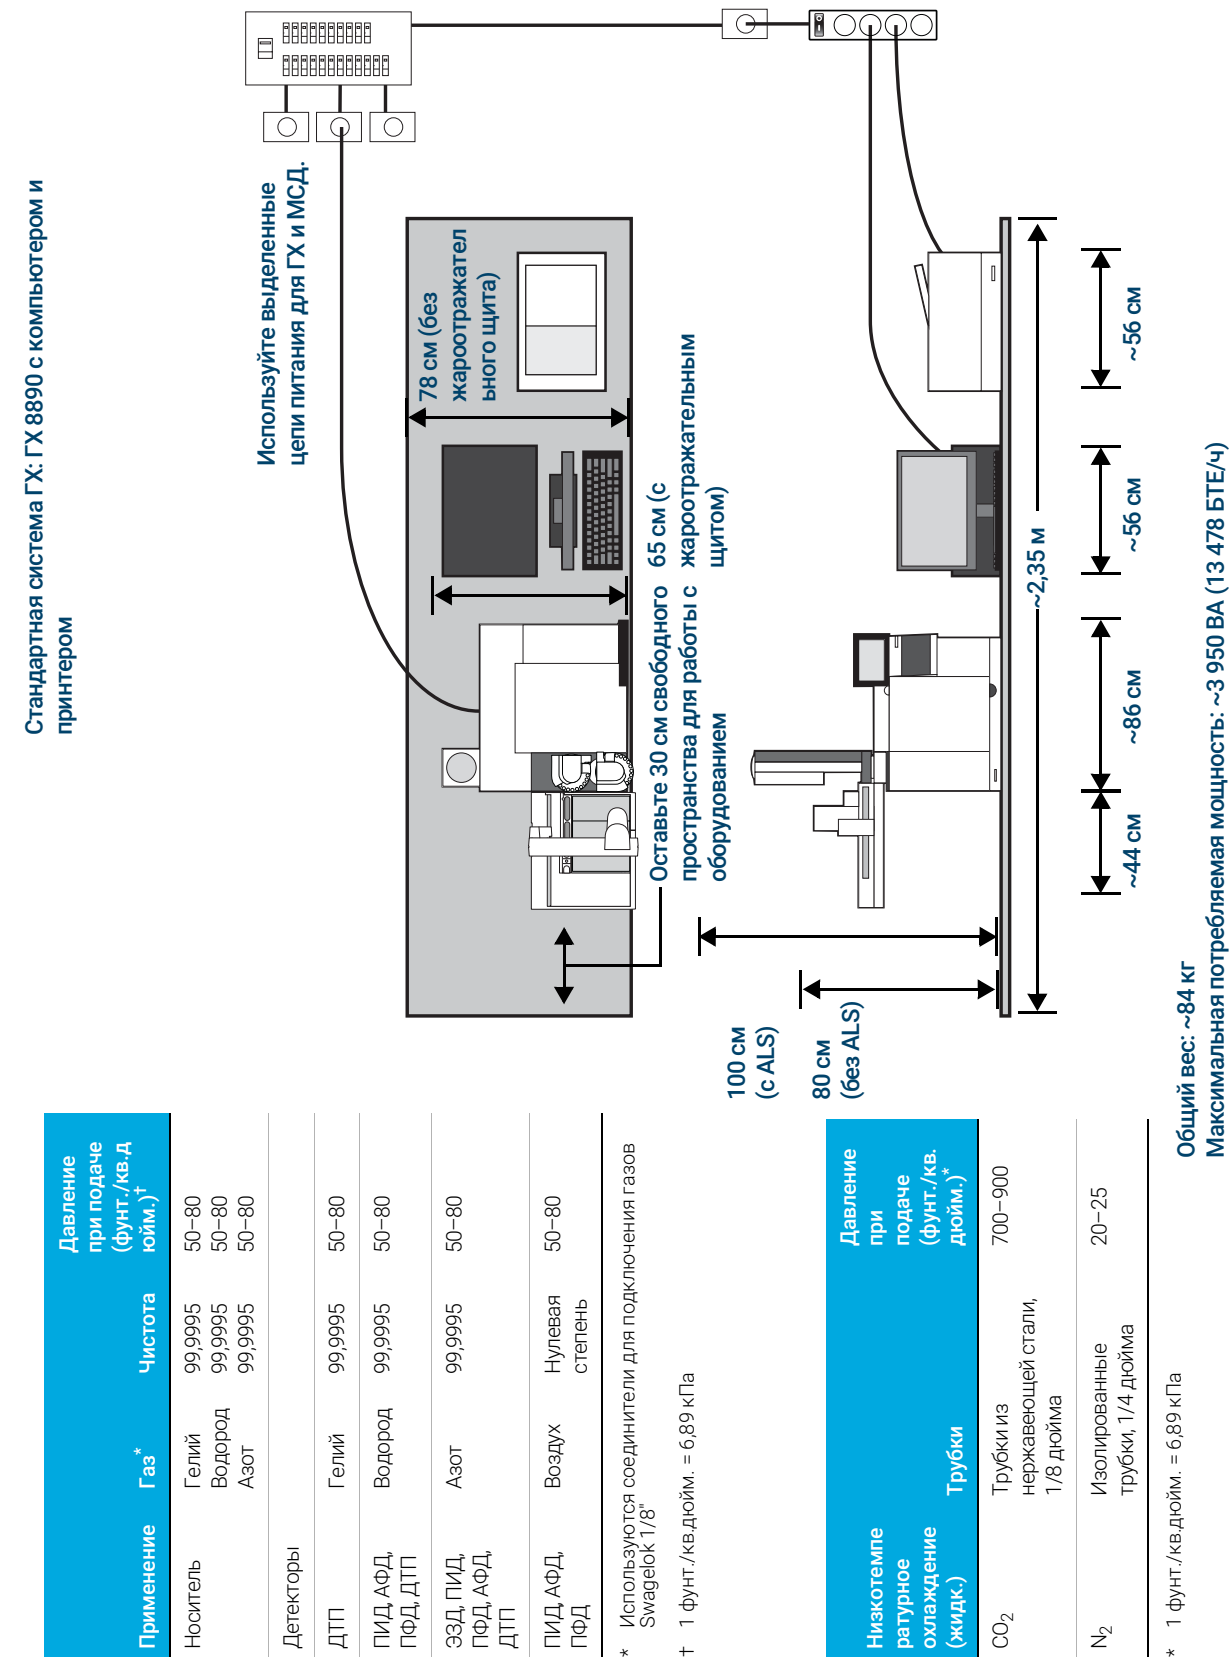 Стандартная система ГХ: ГХ 8890 с компьютером и
принтером
Используйте выделенные
цепи питания для ГХ и МСД.
78 см (без
жароотражател
ьного щита)
65 см (с
жароотражательным
щитом)
Оставьте 30 см свободного
пространства для работы с
оборудованием
100 см
(с ALS)
80 см
(без ALS)
~2,35 м
~44 см
~86 см
~56 см
~56 см
Общий вес: ~84 кг
Максимальная потребляемая мощность: ~3 950 ВА (13 478 БТЕ/ч)
Применение Газ* Чистота Давление
при подаче
(фунт./кв.д
юйм.)†
Носитель Гелий 99,9995 50–80
Водород 99,9995 50–80
Азот 99,9995 50–80
Детекторы
ДТП Гелий 99,9995 50–80
ПИД, АФД, Водород 99,9995 50–80
ПФД, ДТП
ЭЗД, ПИД, Азот 99,9995 50–80
ПФД, АФД,
ДТП
ПИД, АФД, Воздух Нулевая 50–80
ПФД степень
* Используются соединители для подключения газов
Swagelok 1/8"
† 1 фунт./кв.дюйм. = 6,89 кПа
Низкотемпе
ратурное
охлаждение
(жидк.) Трубки Давление
при
подаче
(фунт./кв.
дюйм.)*
CO2 Трубки из 700–900
нержавеющей стали,
1/8 дюйма
N2 Изолированные 20–25
трубки, 1/4 дюйма
* 1 фунт./кв.дюйм. = 6,89 кПа